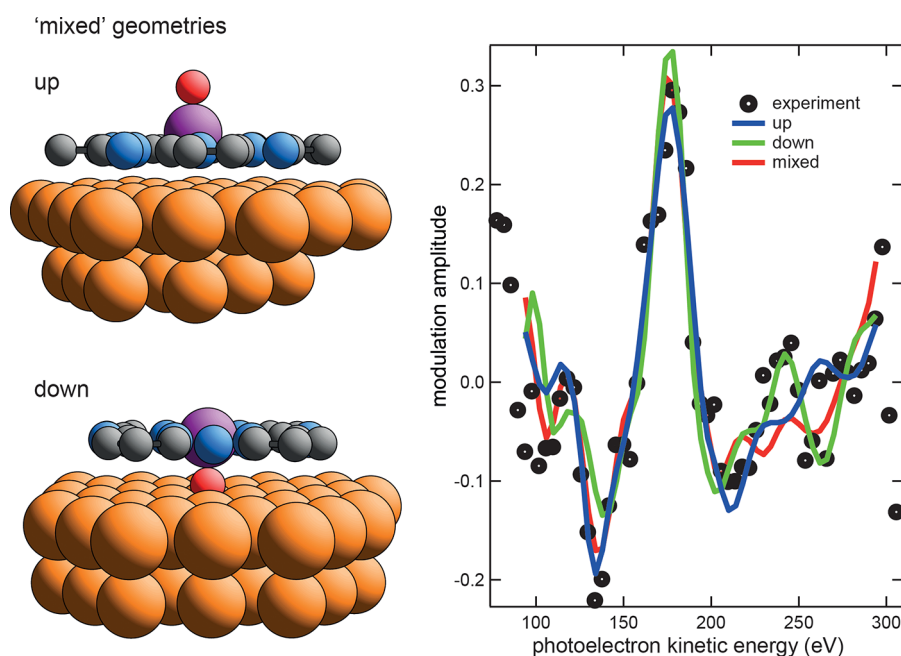 'mixed' geometries
up
down
0.3
0.2
0.1
0.0
-0.1
-0.2
modulation amplitude
experiment
up
down
mixed
100
150
200
250
300
photoelectron kinetic energy (eV)